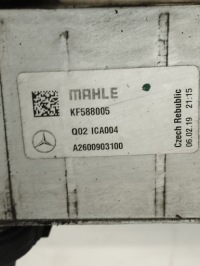 MAHLE
KF588005
Q02 ICA004
A2600903100
Czech Rebublic
06.02.19 21:15